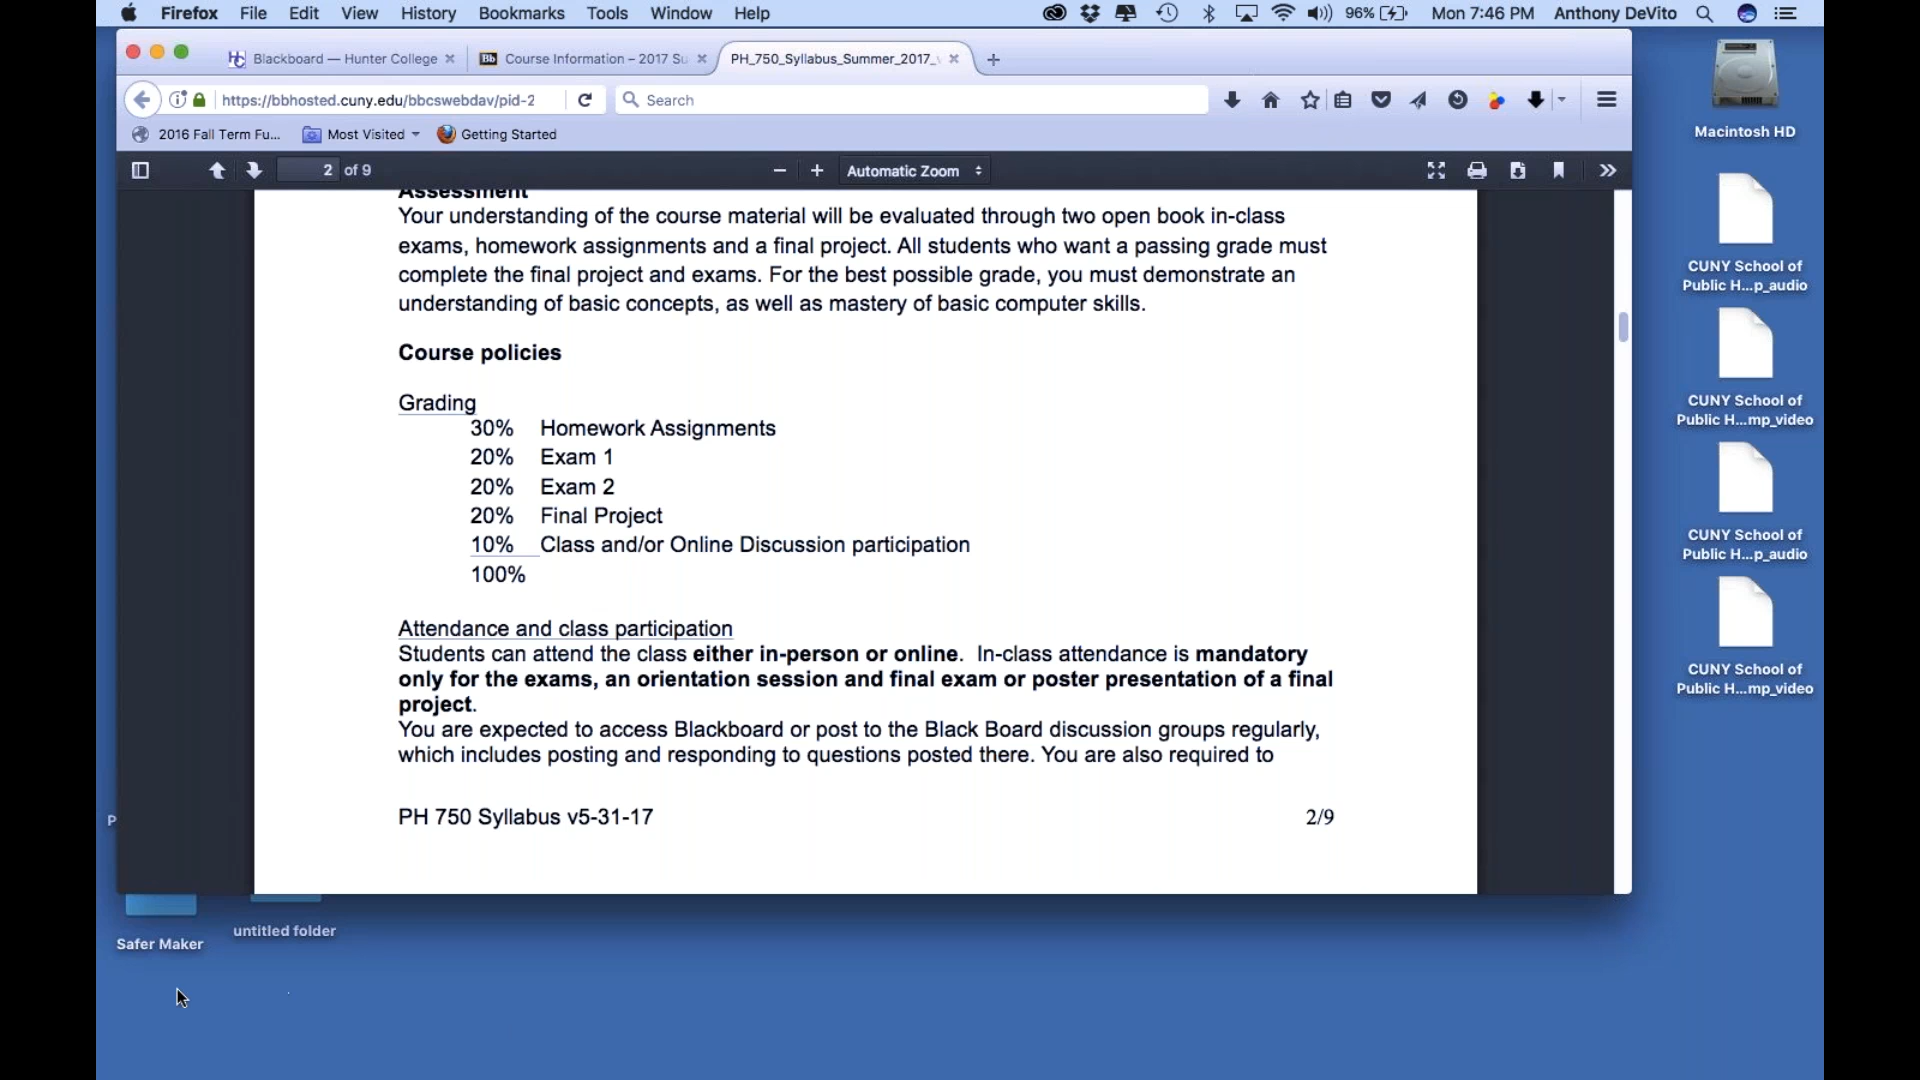 Firefox File Edit View History Bookmarks Tools Window Help 96% Mon 7:46 PM Anthony DeVito
Blackboard — Hunter College Course Information – 2017 Su PH_750_Syllabus_Summer_2017_
https://bbhosted.cuny.edu/bbcswebdav/pid-2 Search
2016 Fall Term Fu... Most Visited Getting Started
2 of 9 Automatic Zoom
Assessment
Your understanding of the course material will be evaluated through two open book in-class
exams, homework assignments and a final project. All students who want a passing grade must
complete the final project and exams. For the best possible grade, you must demonstrate an
understanding of basic concepts, as well as mastery of basic computer skills.
Course policies
Grading
30% Homework Assignments
20% Exam 1
20% Exam 2
20% Final Project
10% Class and/or Online Discussion participation
100%
Attendance and class participation
Students can attend the class either in-person or online. In-class attendance is mandatory
only for the exams, an orientation session and final exam or poster presentation of a final
project.
You are expected to access Blackboard or post to the Black Board discussion groups regularly,
which includes posting and responding to questions posted there. You are also required to
PH 750 Syllabus v5-31-17 2/9
Macintosh HD
CUNY School of
Public H...p_audio
CUNY School of
Public H...mp_video
CUNY School of
Public H...p_audio
CUNY School of
Public H...mp_video
P
Safer Maker
untitled folder